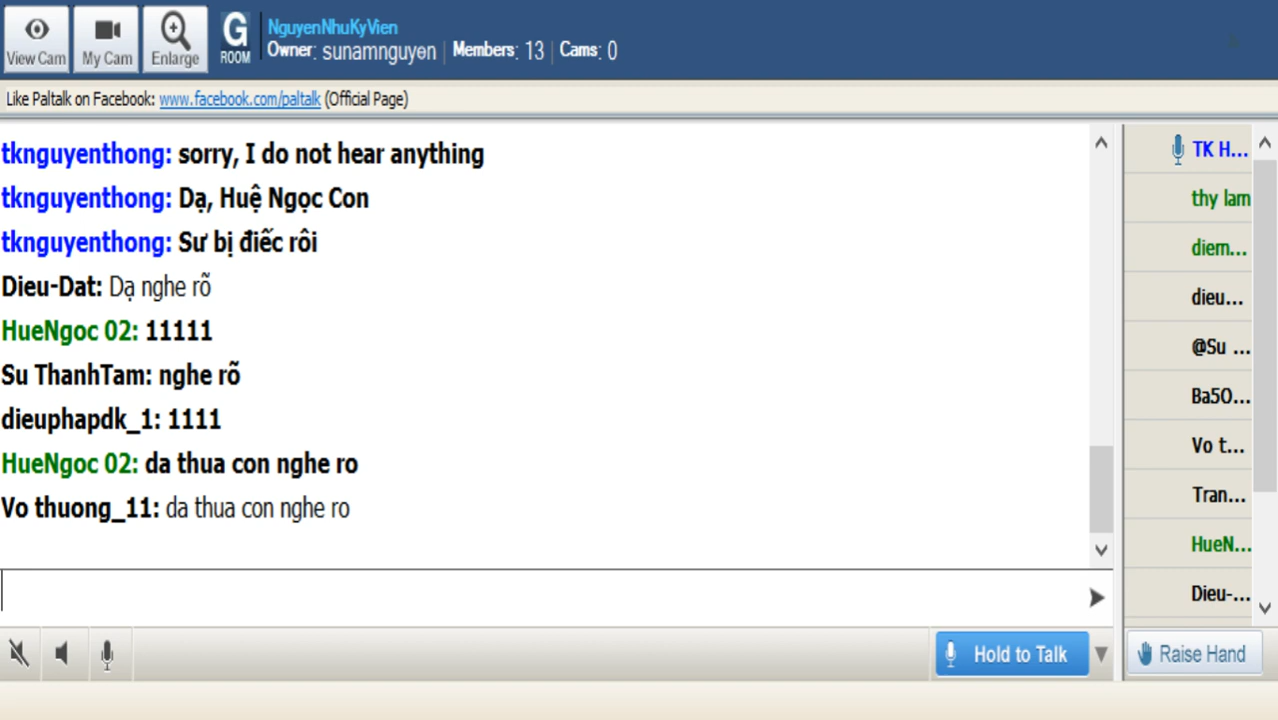 View Cam
My Cam
Enlarge
G
ROOM
NguyenNhuKyVien
Owner: sunamnguyen | Members: 13 | Cams: 0
Like Paltalk on Facebook: www.facebook.com/paltalk (Official Page)
tknguyenthong: sorry, I do not hear anything
tknguyenthong: Dạ, Huệ Ngọc Con
tknguyenthong: Sư bị điếc rôi
Dieu-Dat: Dạ nghe rõ
HueNgoc 02: 11111
Su ThanhTam: nghe rõ
dieuphapdk_1: 1111
HueNgoc 02: da thua con nghe ro
Vo thuong_11: da thua con nghe ro
TK H...
thy lam
diem...
dieu...
@Su ...
Ba5O...
Vo t...
Tran...
HueN...
Dieu-...
Hold to Talk
Raise Hand